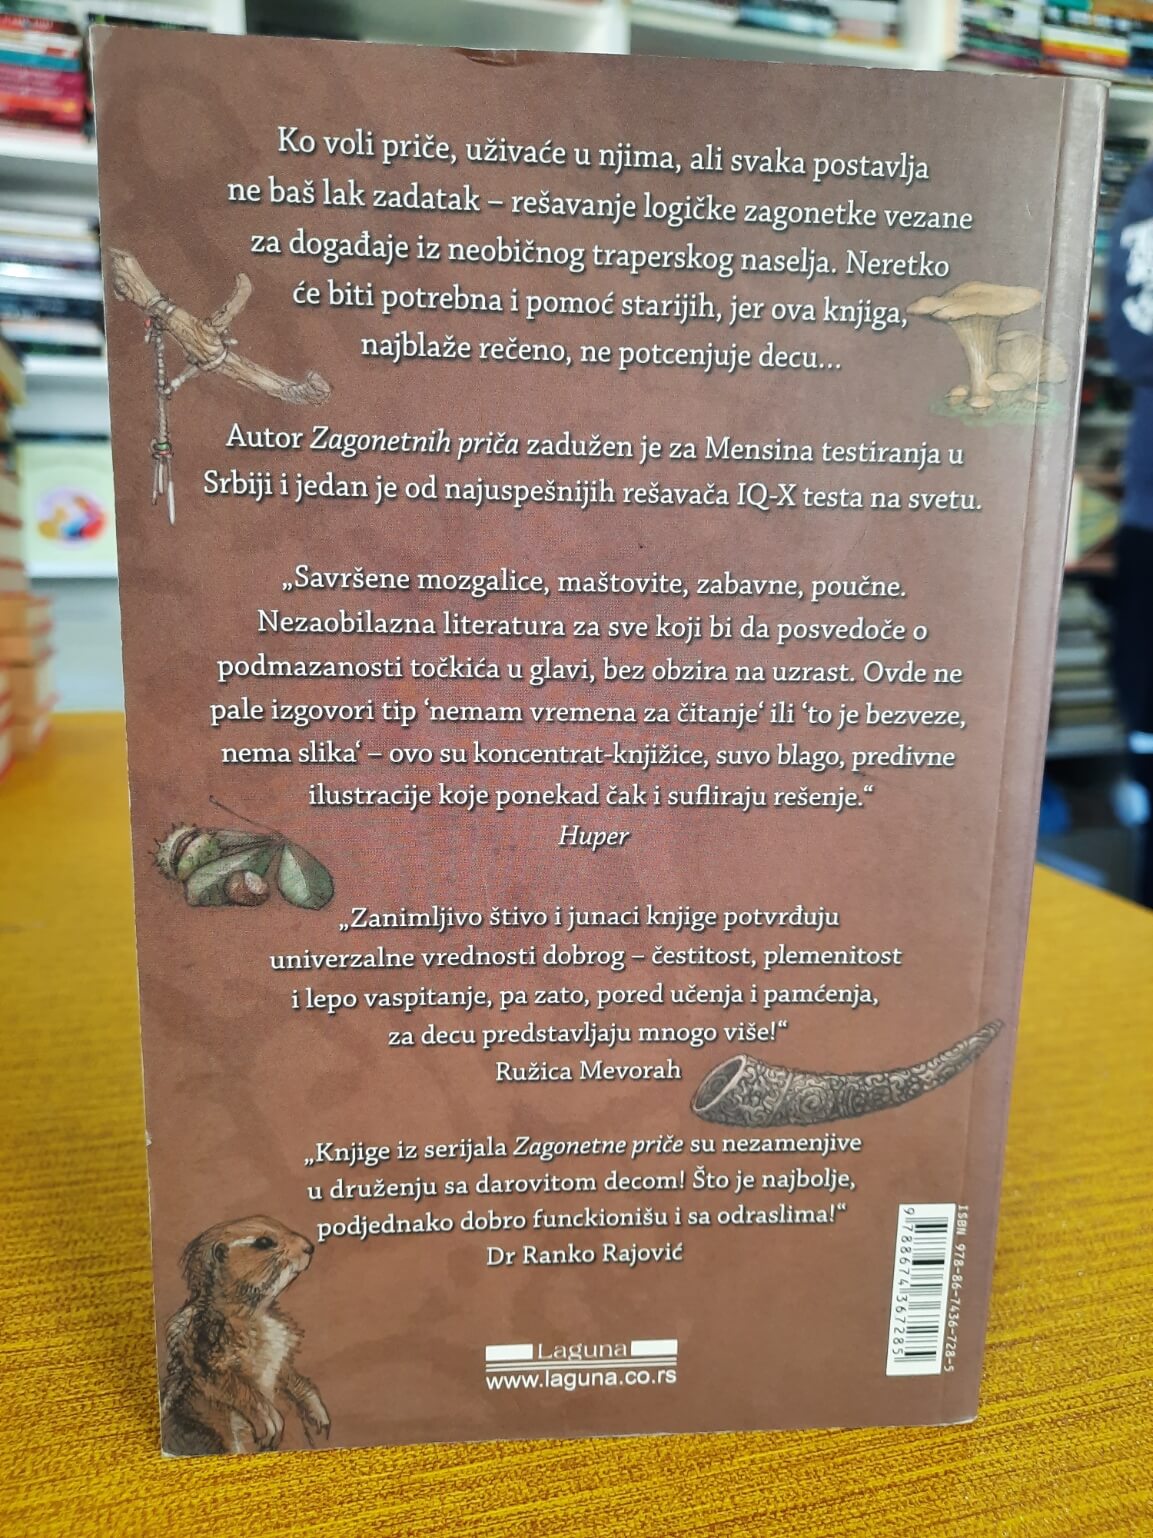 Ko voli priče, uživaće u njima, ali svaka postavlja
ne baš lak zadatak – rešavanje logičke zagonetke vezane
za događaje iz neobičnog traperskog naselja. Neretko
će biti potrebna i pomoć starijih, jer ova knjiga,
najblaže rečeno, ne potcenjuje decu...
Autor Zagonetnih priča zadužen je za Mensina testiranja u
Srbiji i jedan je od najuspešnijih rešavača IQ-X testa na svetu.
„Savršene mozgalice, maštovite, zabavne, poučne.
Nezaobilazna literatura za sve koji bi da posvedoče o
podmazanosti točkića u glavi, bez obzira na uzrast. Ovde ne
pale izgovori tip ‘nemam vremena za čitanje‘ ili ‘to je bezveze,
nema slika‘ – ovo su koncentrat-knjižice, suvo blago, predivne
ilustracije koje ponekad čak i sufliraju rešenje.“
Huper
„Zanimljivo štivo i junaci knjige potvrđuju
univerzalne vrednosti dobrog – čestitost, plemenitost
i lepo vaspitanje, pa zato, pored učenja i pamćenja,
za decu predstavljaju mnogo više!“
Ružica Mevorah
„Knjige iz serijala Zagonetne priče su nezamenjive
u druženju sa darovitom decom! Što je najbolje,
podjednako dobro funckionišu i sa odraslima!“
Dr Ranko Rajović
Laguna
www.laguna.co.rs
ISBN 978-86-7436-728-5
9788674367285